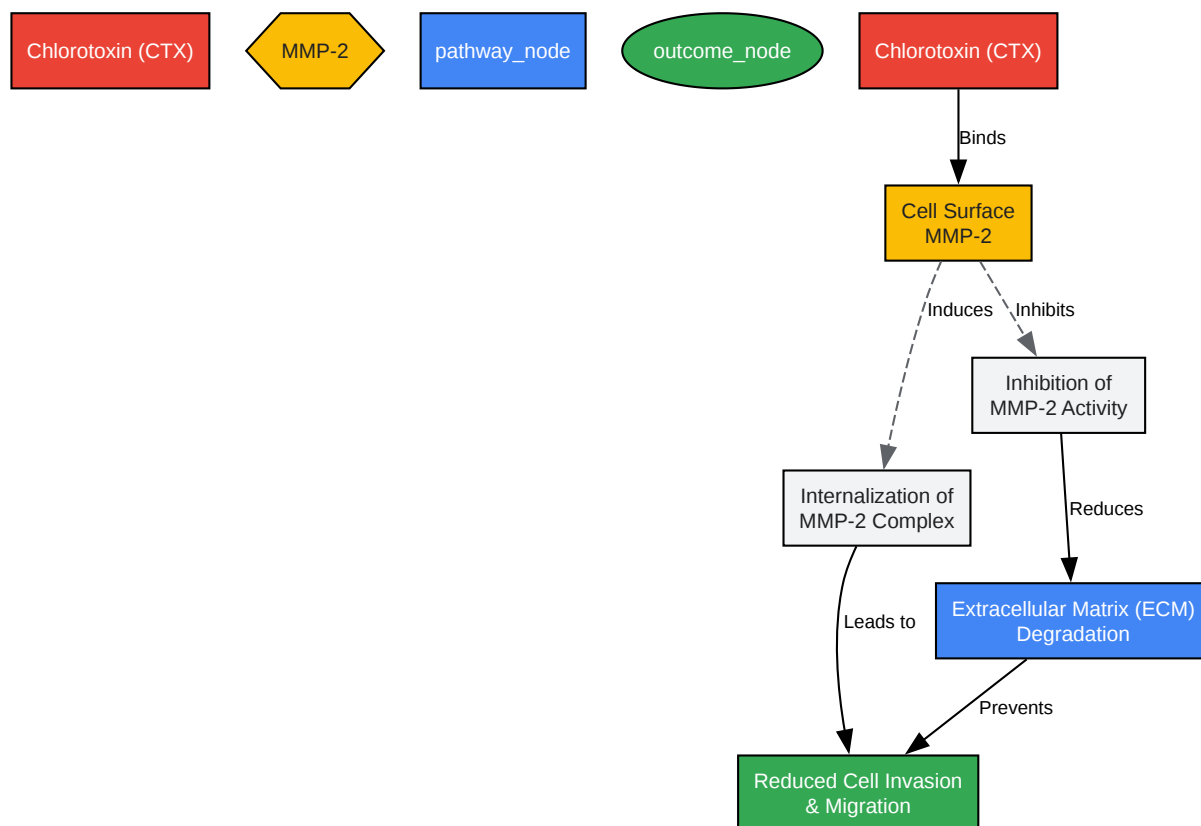 Chlorotoxin (CTX)
MMP-2
pathway_node
outcome_node
Chlorotoxin (CTX)
Binds
Cell Surface
MMP-2
Induces
Inhibits
Inhibition of
MMP-2 Activity
Internalization of
MMP-2 Complex
Reduces
Extracellular Matrix (ECM)
Degradation
Leads to
Prevents
Reduced Cell Invasion
& Migration